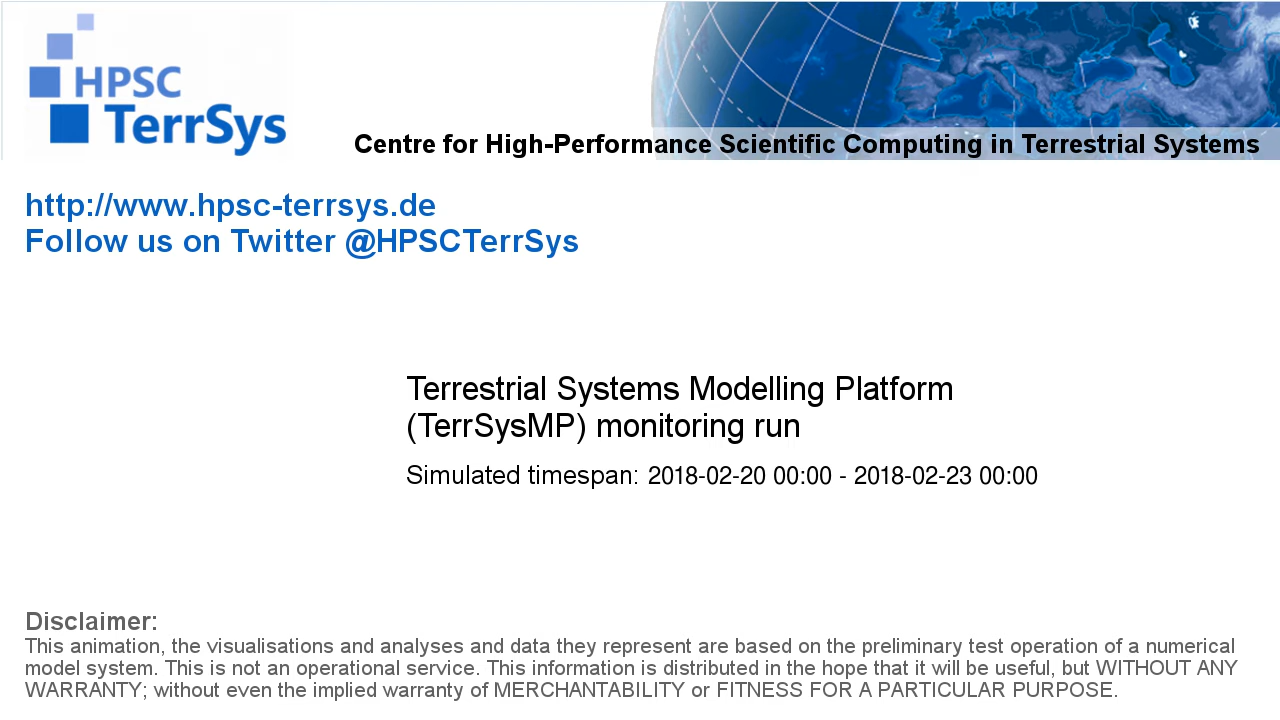 HPSC
TerrSys
Centre for High-Performance Scientific Computing in Terrestrial Systems
http://www.hpsc-terrsys.de
Follow us on Twitter @HPSCTerrSys
Terrestrial Systems Modelling Platform
(TerrSysMP) monitoring run
Simulated timespan: 2018-02-20 00:00 - 2018-02-23 00:00
Disclaimer:
This animation, the visualisations and analyses and data they represent are based on the preliminary test operation of a numerical
model system. This is not an operational service. This information is distributed in the hope that it will be useful, but WITHOUT ANY
WARRANTY; without even the implied warranty of MERCHANTABILITY or FITNESS FOR A PARTICULAR PURPOSE.